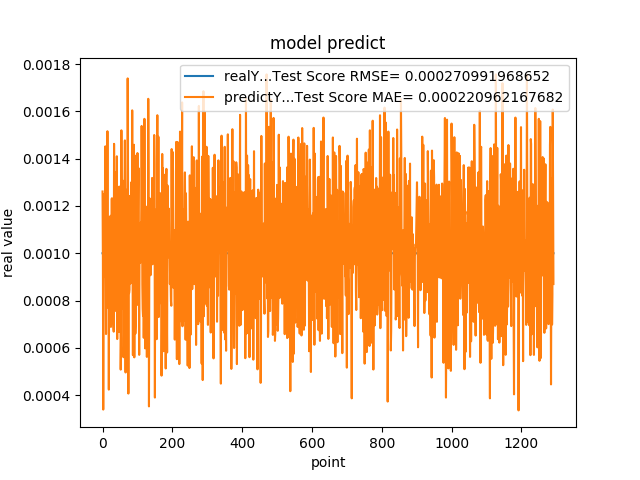 model predict
realY...Test Score RMSE= 0.000270991968652
predictY...Test Score MAE= 0.000220962167682
0.0018
0.0016
0.0014
0.0012
0.0010
0.0008
0.0006
0.0004
real value
0 200 400 600 800 1000 1200
point